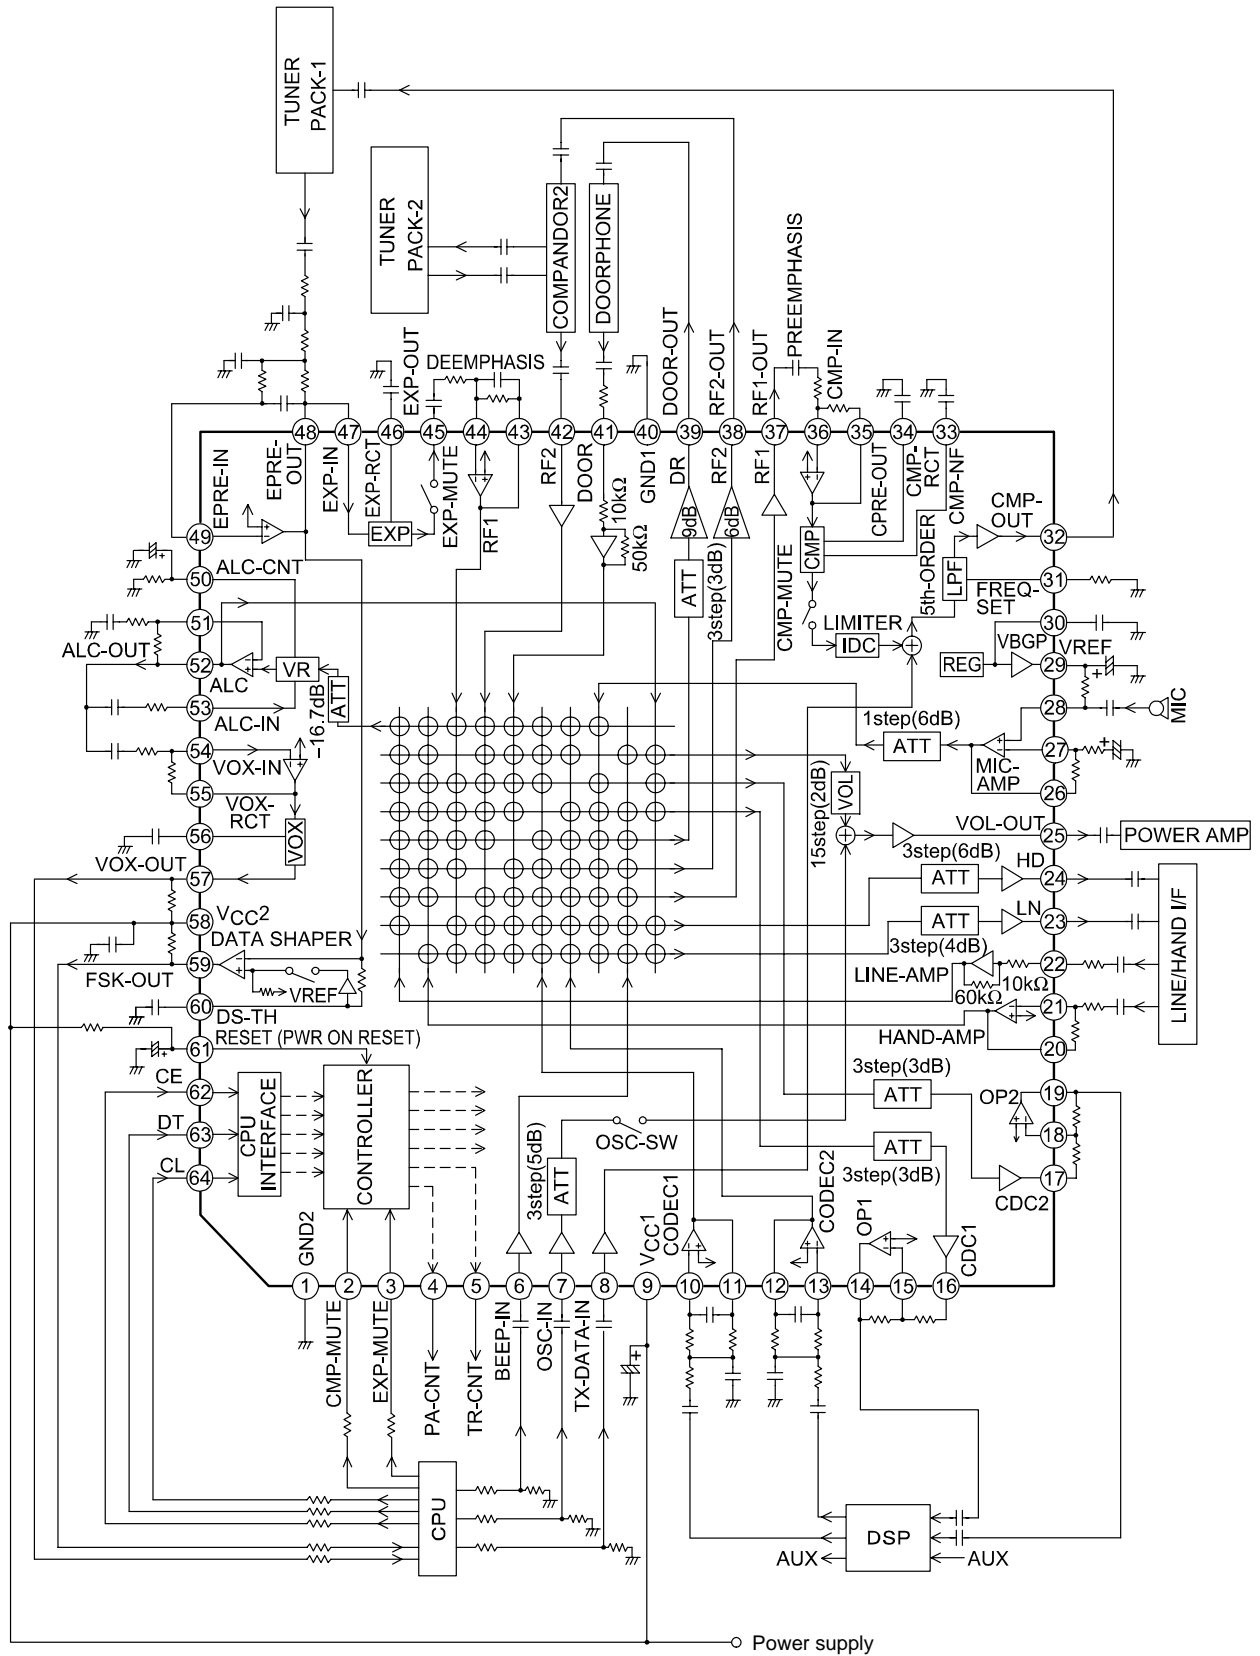 TUNER
PACK-1
TUNER
PACK-2
COMPANDOR2
DOORPHONE
EXP-OUT
DEEMPHASIS
DOOR-OUT
RF2-OUT
RF1-OUT
PREEMPHASIS
CMP-IN
48
47
46
45
44
43
42
41
40
39
38
37
36
35
34
33
EPRE-IN
EPRE-
OUT
EXP-IN
EXP-RCT
EXP
EXP-MUTE
RF1
RF2
DOOR
10kΩ
50kΩ
GND1
DR
9dB
ATT
RF2
6dB
3step(3dB)
RF1
CMP-MUTE
CMP
CPRE-OUT
CMP-
RCT
CMP-NF
CMP-
OUT
LIMITER
IDC
5th-ORDER
LPF
FREQ-
SET
VBGP
VREF
REG
49
50
51
52
53
54
55
56
57
58
59
60
61
62
63
64
ALC-CNT
ALC-OUT
ALC
VR
ATT
−16.7dB
ALC-IN
VOX-IN
VOX-
RCT
VOX
VOX-OUT
VCC2
DATA SHAPER
FSK-OUT
VREF
DS-TH
RESET (PWR ON RESET)
CE
DT
CL
CPU
INTERFACE
CONTROLLER
32
31
30
29
28
27
26
25
24
23
22
21
20
19
18
17
MIC
1step(6dB)
ATT
MIC-
AMP
15step(2dB)
VOL
VOL-OUT
POWER AMP
3step(6dB)
ATT
HD
ATT
LN
3step(4dB)
LINE-AMP
60kΩ
10kΩ
HAND-AMP
LINE/HAND I/F
3step(3dB)
ATT
OP2
ATT
3step(3dB)
CDC2
OSC-SW
3step(5dB)
ATT
CODEC1
CODEC2
OP1
CDC1
GND2
VCC1
1
2
3
4
5
6
7
8
9
10
11
12
13
14
15
16
CMP-MUTE
EXP-MUTE
PA-CNT
TR-CNT
BEEP-IN
OSC-IN
TX-DATA-IN
CPU
DSP
AUX
AUX
Power supply